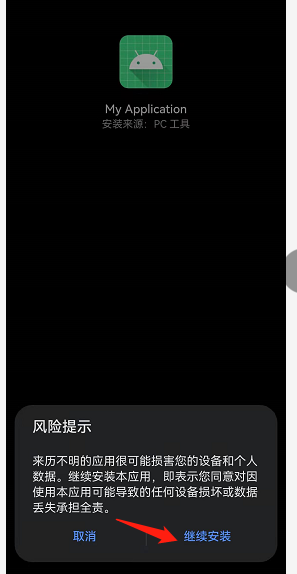 My Application
安装来源：PC 工具
风险提示
来历不明的应用很可能损害您的设备和个人
数据。继续安装本应用，即表示您同意对因
使用本应用可能导致的任何设备损坏或数据
丢失承担全责。
取消
继续安装